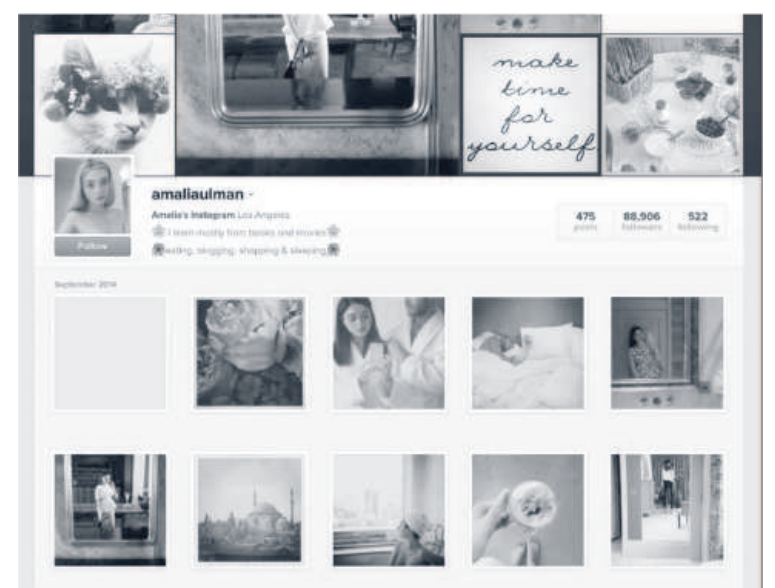 make
time
for
yourself
amaliaulman
Amalia's Instagram Los Angeles
I learn mostly from books and movies
eating, blogging, shopping & sleeping
Follow
475 88,906 522
posts followers following
September 2014